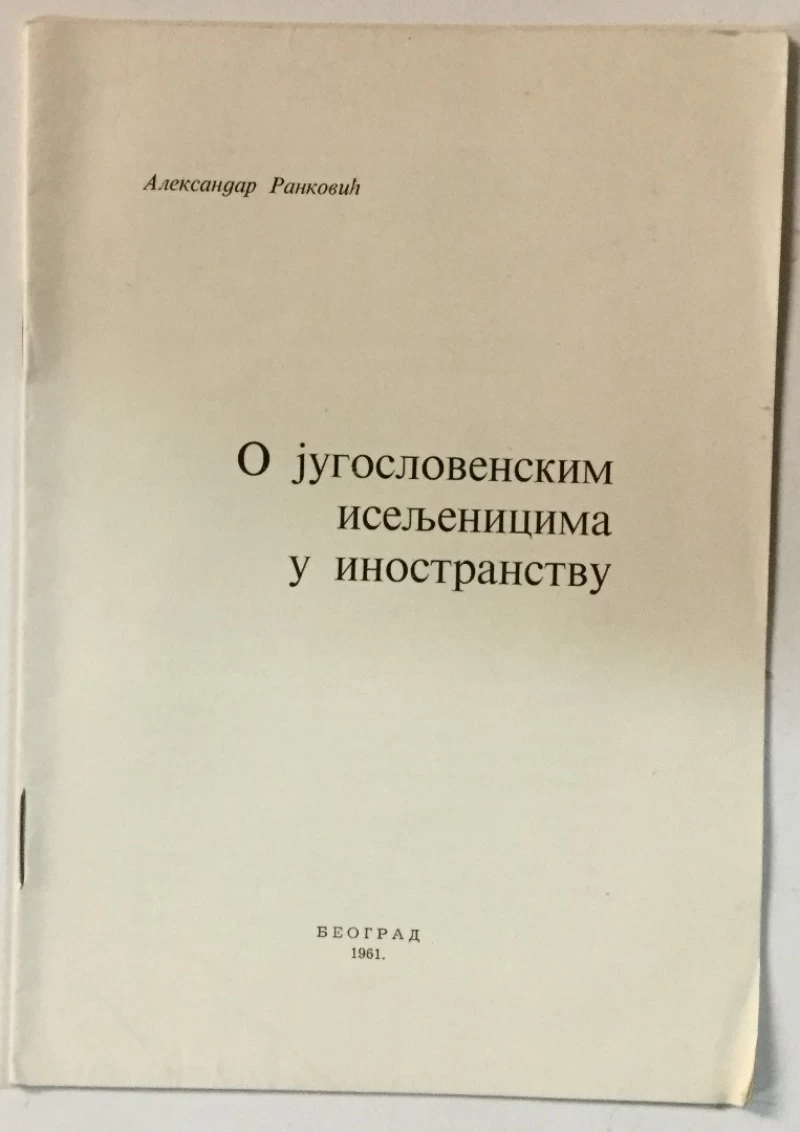 Александар Ранковић
О југословенским
исељеницима
у иностранству
БЕОГРАД
1961.